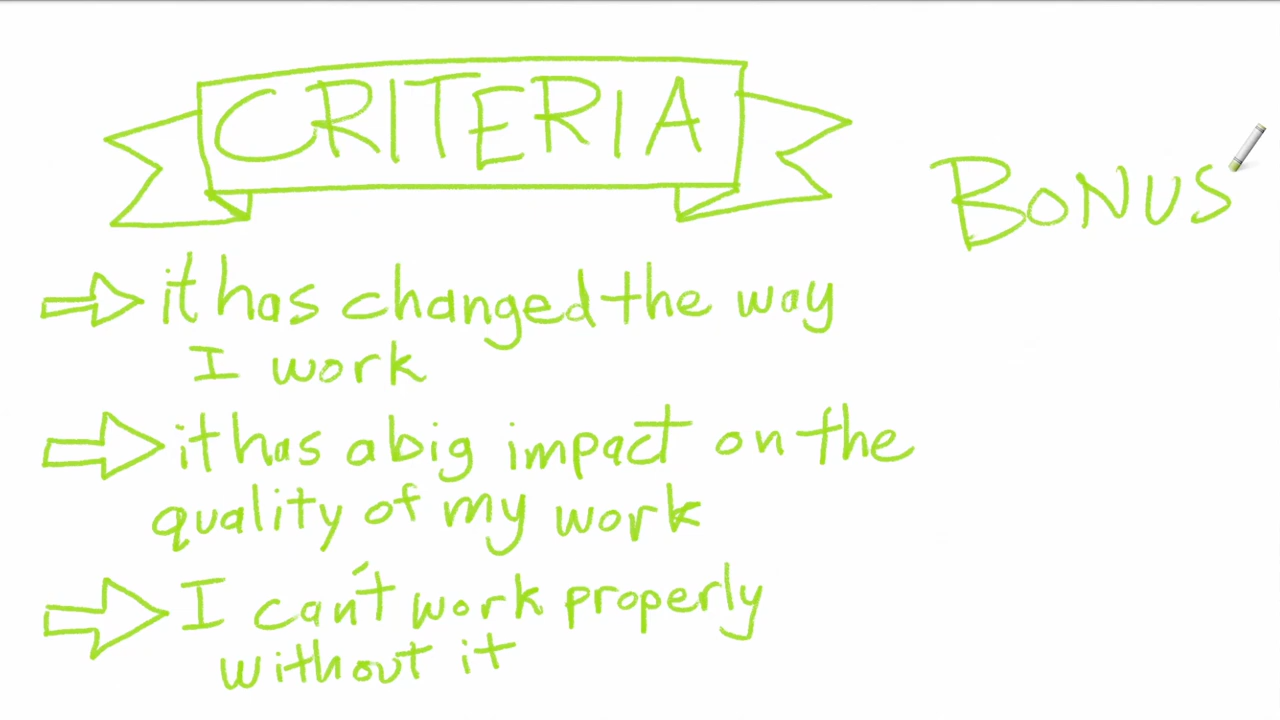 CRITERIA
BONUS
it has changed the way
I work
it has a big impact on the
quality of my work
I can't work properly
without it